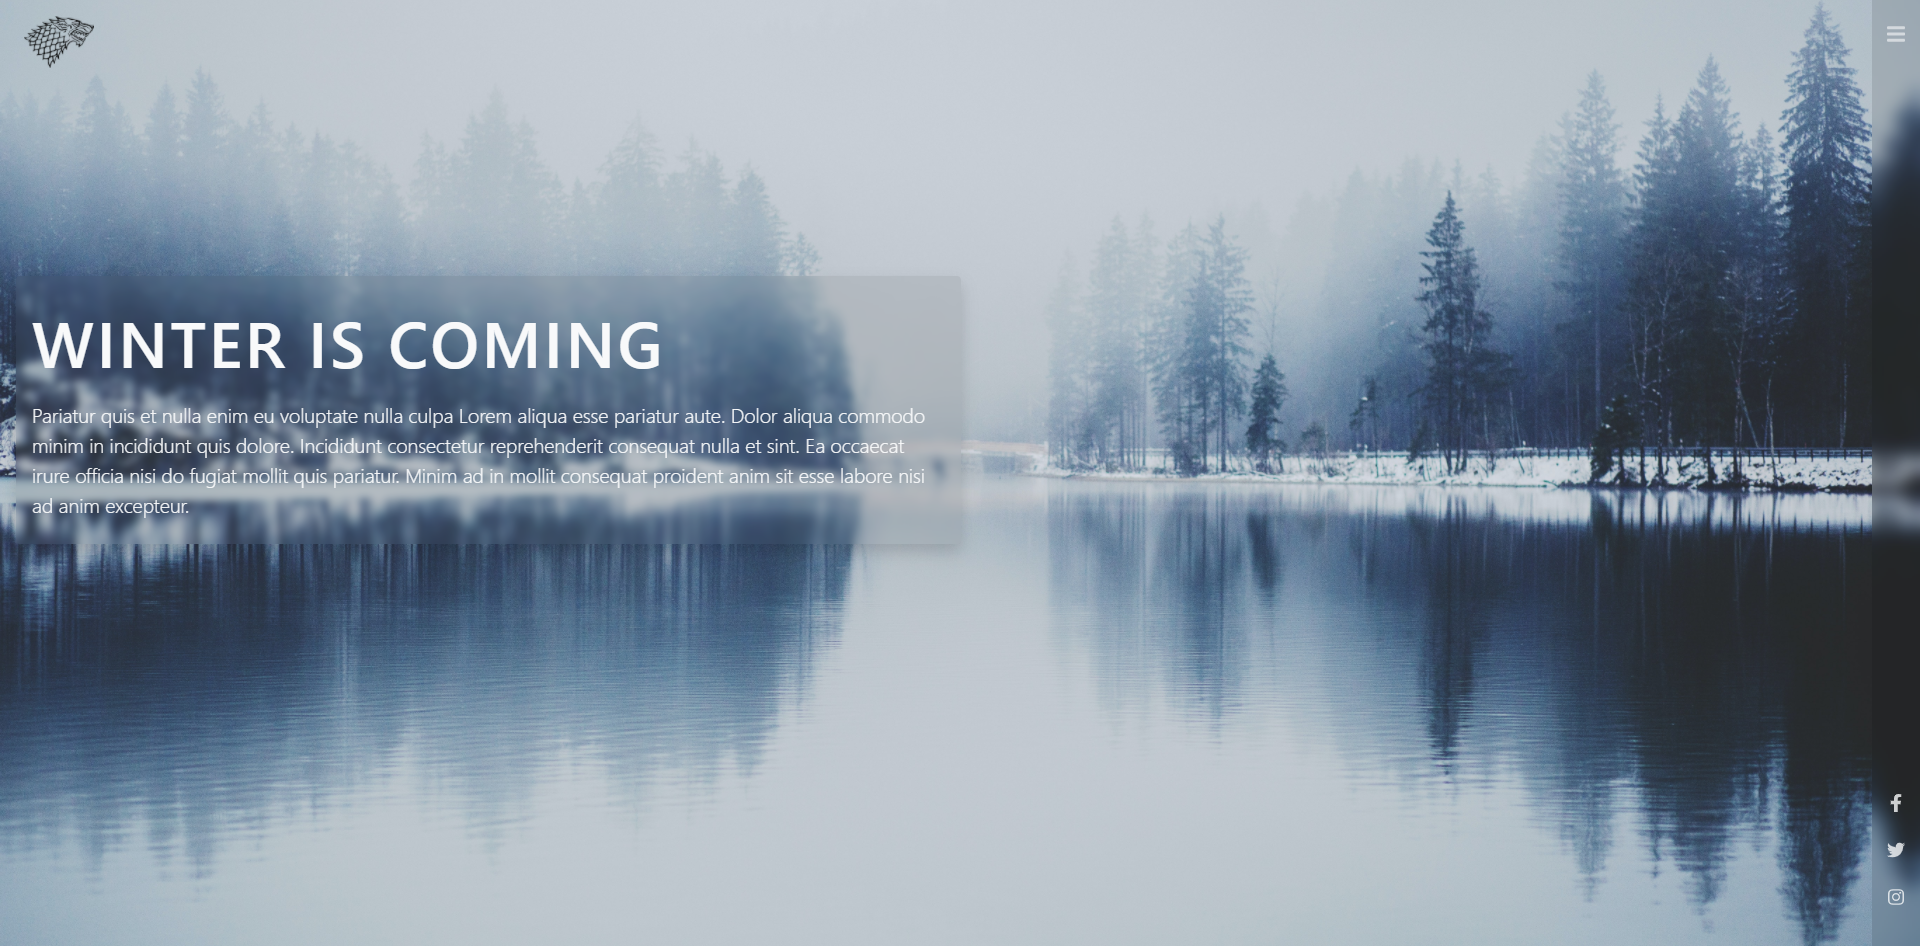 WINTER IS COMING
Pariatur quis et nulla enim eu voluptate nulla culpa Lorem aliqua esse pariatur aute. Dolor aliqua commodo
minim in incididunt quis dolore. Incididunt consectetur reprehenderit consequat nulla et sint. Ea occaecat
irure officia nisi do fugiat mollit quis pariatur. Minim ad in mollit consequat proident anim sit esse labore nisi
ad anim excepteur.